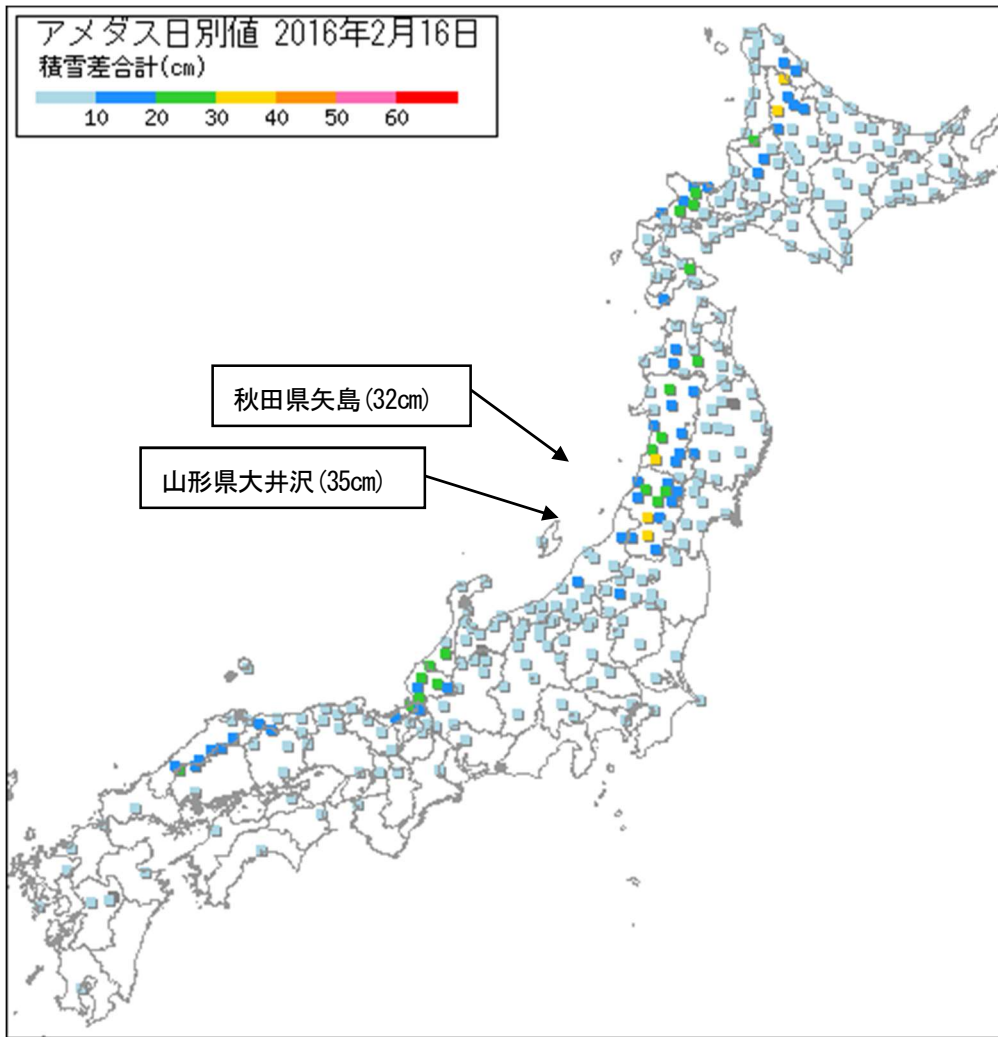 アメダス日別値 2016年2月16日
積雪差合計(cm)
10 20 30 40 50 60
秋田県矢島(32cm)
山形県大井沢(35cm)